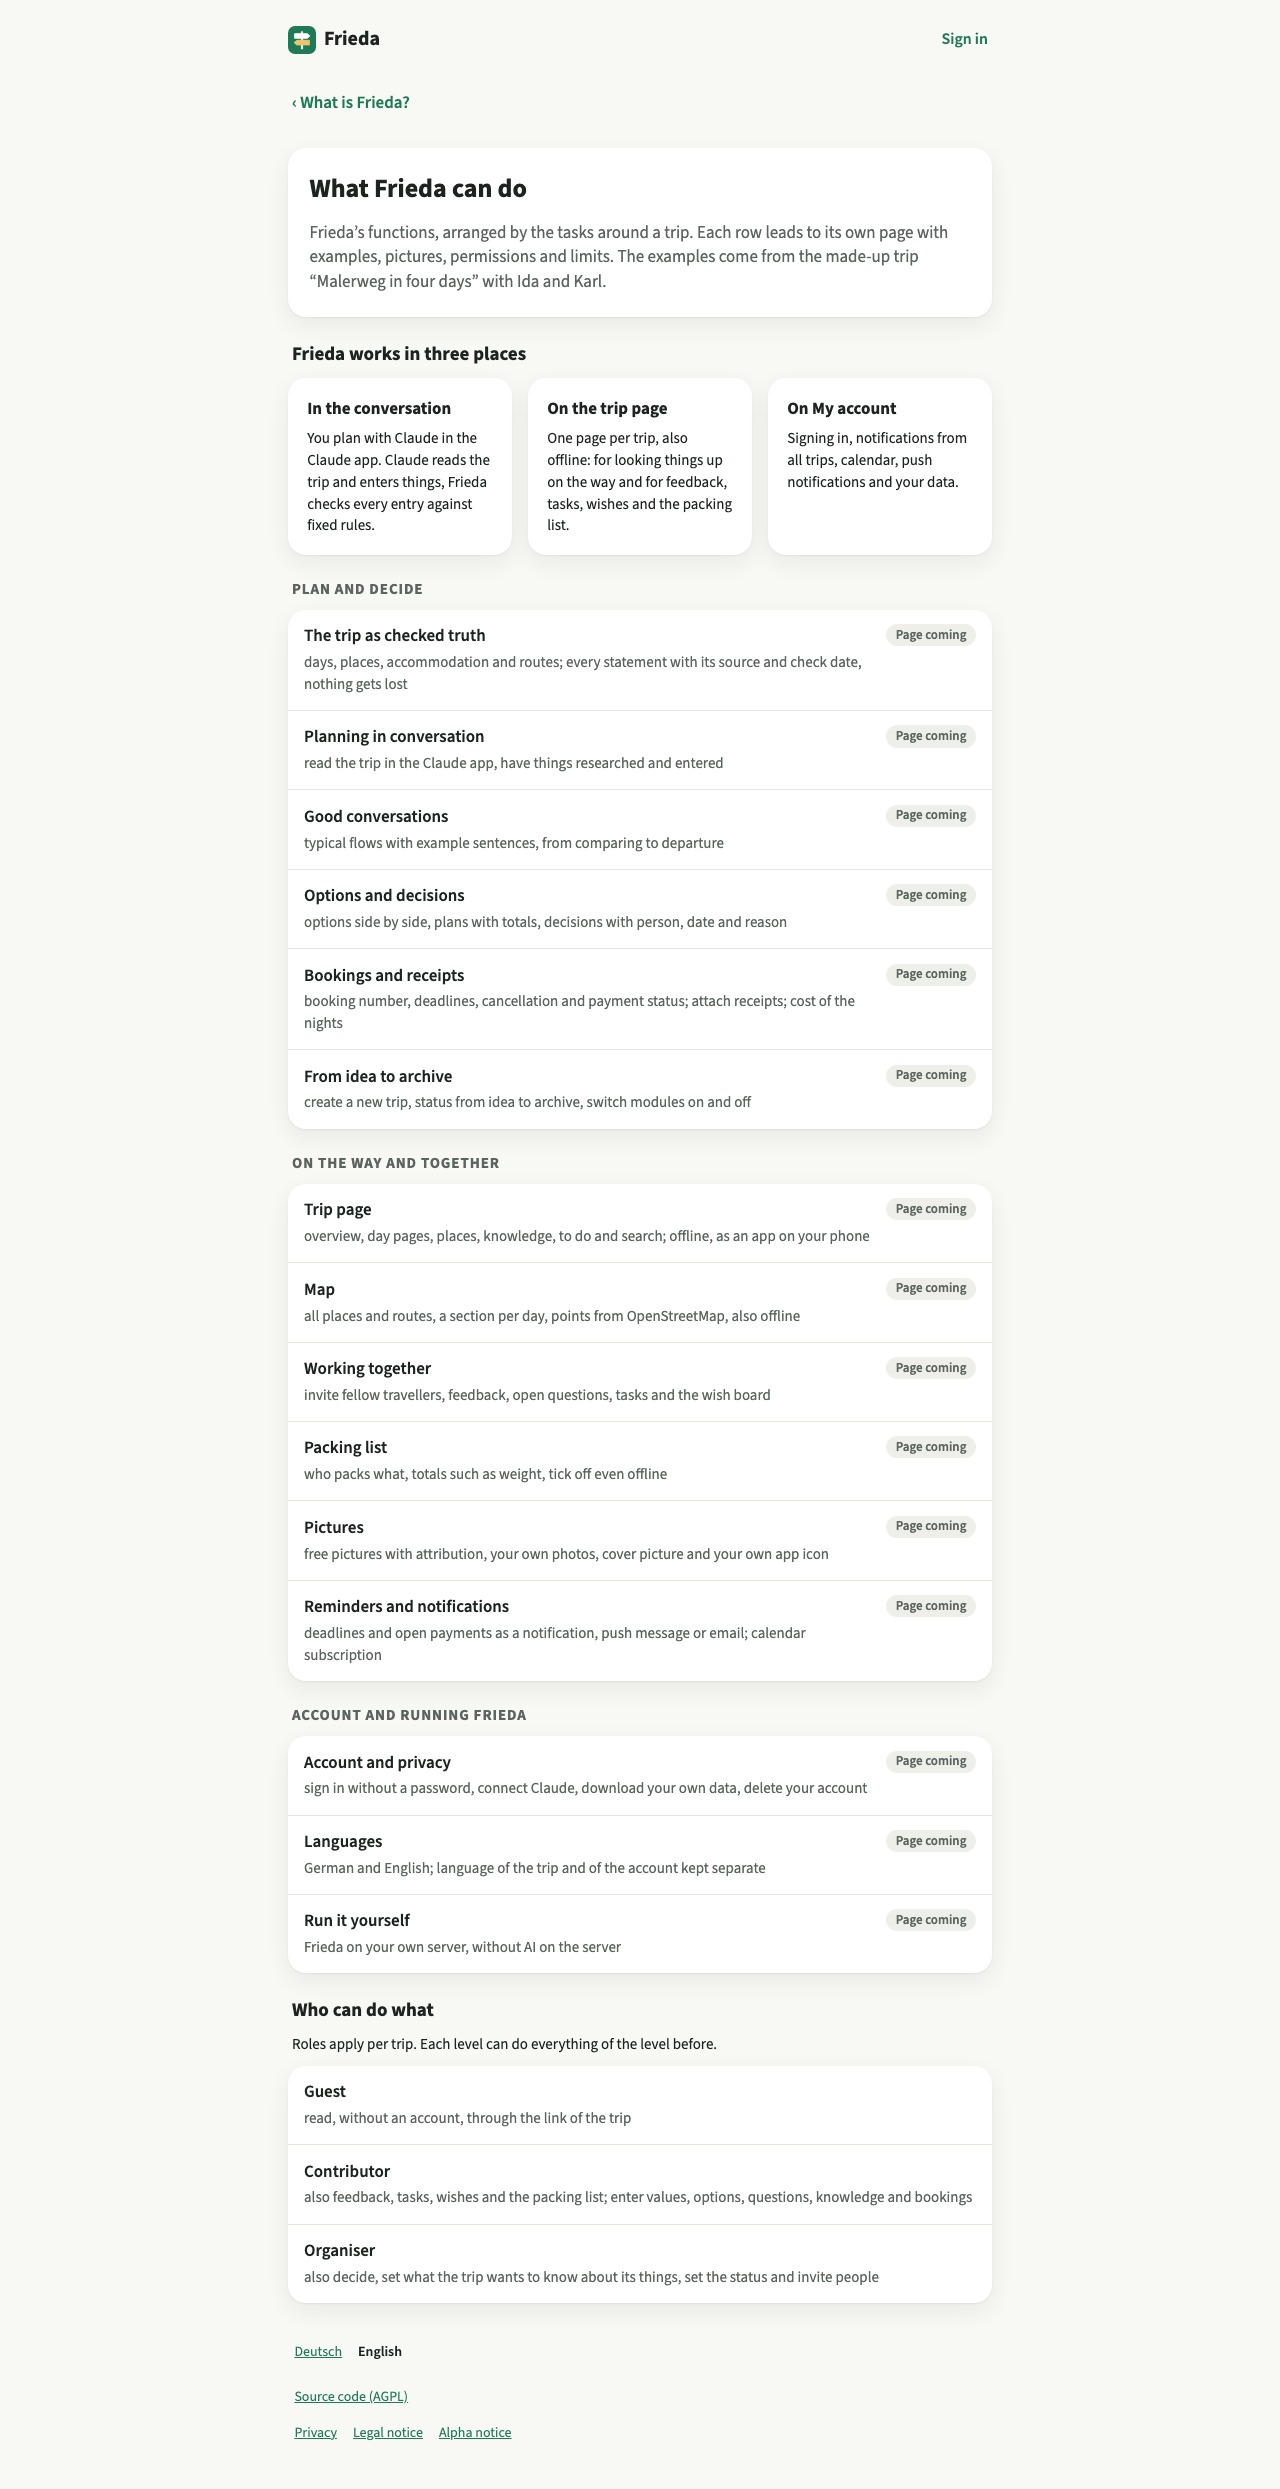 Frieda
Sign in
‹ What is Frieda?
What Frieda can do
Frieda’s functions, arranged by the tasks around a trip. Each row leads to its own page with
examples, pictures, permissions and limits. The examples come from the made-up trip
“Malerweg in four days” with Ida and Karl.
Frieda works in three places
In the conversation
You plan with Claude in the
Claude app. Claude reads the
trip and enters things, Frieda
checks every entry against
fixed rules.
On the trip page
One page per trip, also
offline: for looking things up
on the way and for feedback,
tasks, wishes and the packing
list.
On My account
Signing in, notifications from
all trips, calendar, push
notifications and your data.
PLAN AND DECIDE
The trip as checked truth
Page coming
days, places, accommodation and routes; every statement with its source and check date,
nothing gets lost
Planning in conversation
Page coming
read the trip in the Claude app, have things researched and entered
Good conversations
Page coming
typical flows with example sentences, from comparing to departure
Options and decisions
Page coming
options side by side, plans with totals, decisions with person, date and reason
Bookings and receipts
Page coming
booking number, deadlines, cancellation and payment status; attach receipts; cost of the
nights
From idea to archive
Page coming
create a new trip, status from idea to archive, switch modules on and off
ON THE WAY AND TOGETHER
Trip page
Page coming
overview, day pages, places, knowledge, to do and search; offline, as an app on your phone
Map
Page coming
all places and routes, a section per day, points from OpenStreetMap, also offline
Working together
Page coming
invite fellow travellers, feedback, open questions, tasks and the wish board
Packing list
Page coming
who packs what, totals such as weight, tick off even offline
Pictures
Page coming
free pictures with attribution, your own photos, cover picture and your own app icon
Reminders and notifications
Page coming
deadlines and open payments as a notification, push message or email; calendar
subscription
ACCOUNT AND RUNNING FRIEDA
Account and privacy
Page coming
sign in without a password, connect Claude, download your own data, delete your account
Languages
Page coming
German and English; language of the trip and of the account kept separate
Run it yourself
Page coming
Frieda on your own server, without AI on the server
Who can do what
Roles apply per trip. Each level can do everything of the level before.
Guest
read, without an account, through the link of the trip
Contributor
also feedback, tasks, wishes and the packing list; enter values, options, questions, knowledge and bookings
Organiser
also decide, set what the trip wants to know about its things, set the status and invite people
Deutsch English
Source code (AGPL)
Privacy Legal notice Alpha notice